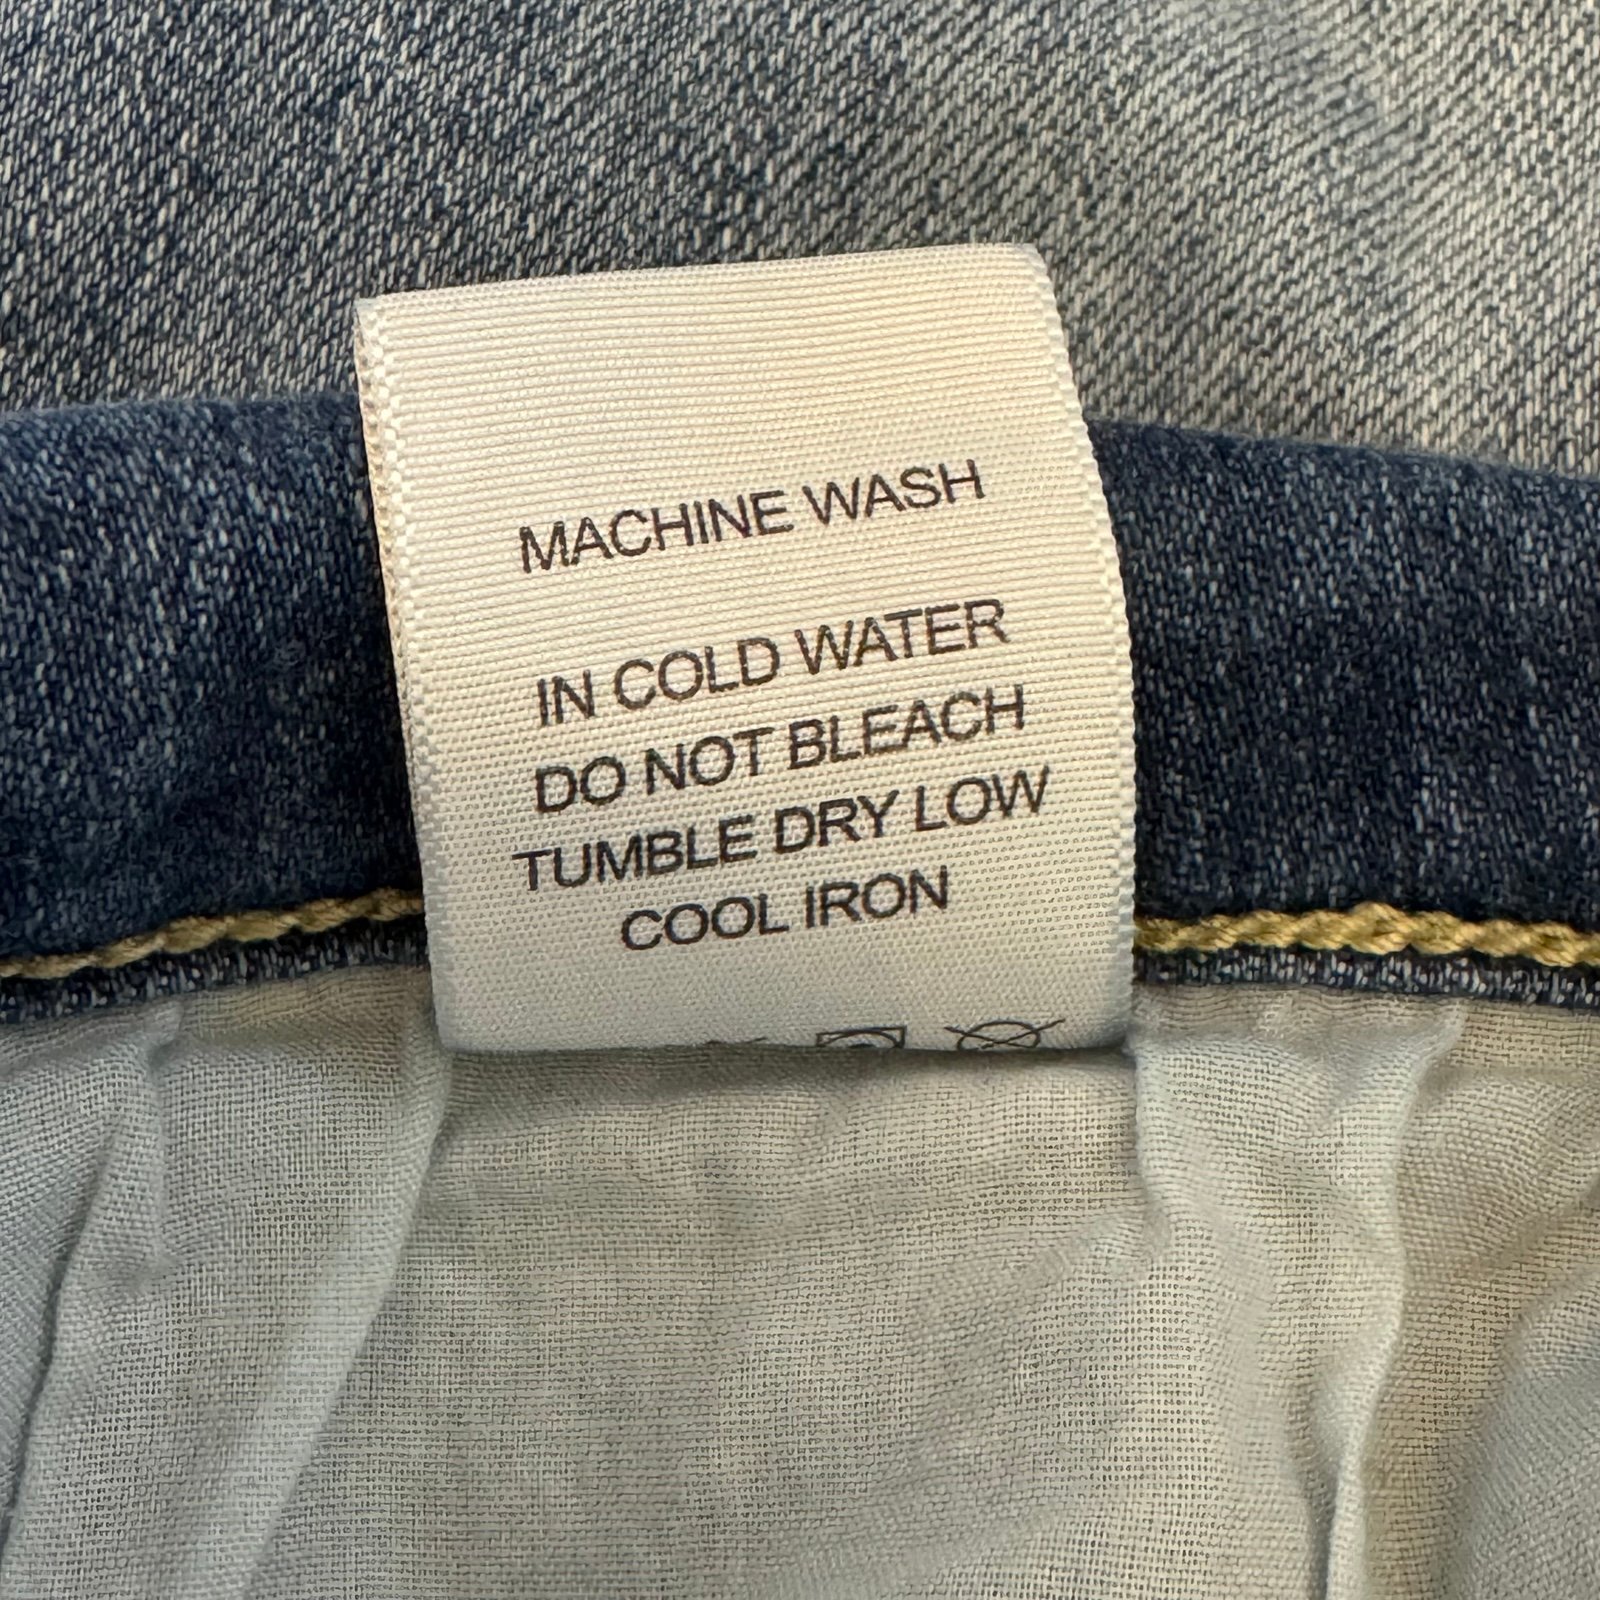 MACHINE WASH
IN COLD WATER
DO NOT BLEACH
TUMBLE DRY LOW
COOL IRON